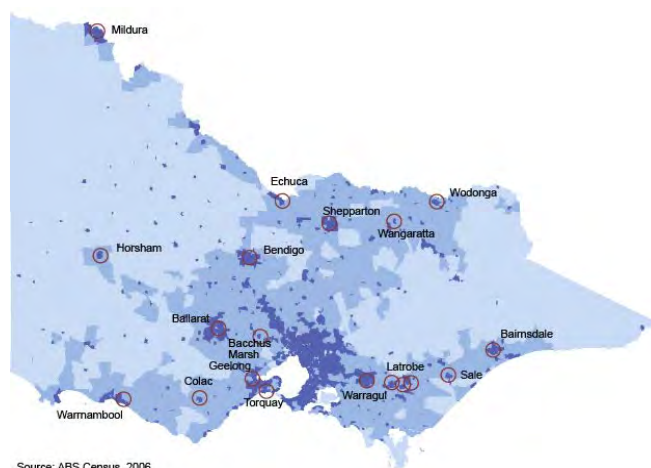 Mildura
Echuca
Wodonga
Shepparton
Wangaratta
Horsham
Bendigo
Ballarat
Bacchus
Marsh
Bairnsdale
Geelong
Latrobe
Colac
Sale
Warragul
Torquay
Warrnambool
Source: ABS Census, 2006